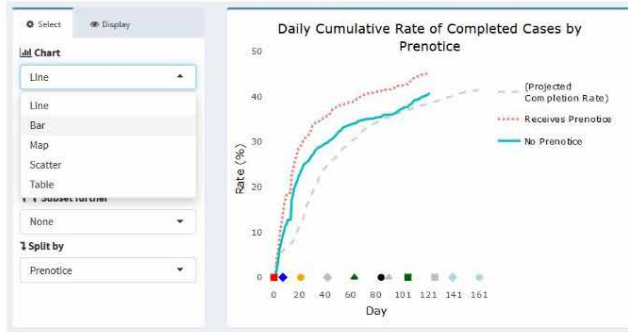 Select
Display
Chart
Line
Line
Bar
Map
Scatter
Table
Subset further
None
Split by
Prenotice
Daily Cumulative Rate of Completed Cases by
Prenotice
Rate (%)
50
40
30
20
10
0
0 20 40 60 80 101 121 141 161
Day
(Projected
Completion Rate)
Receives Prenotice
No Prenotice